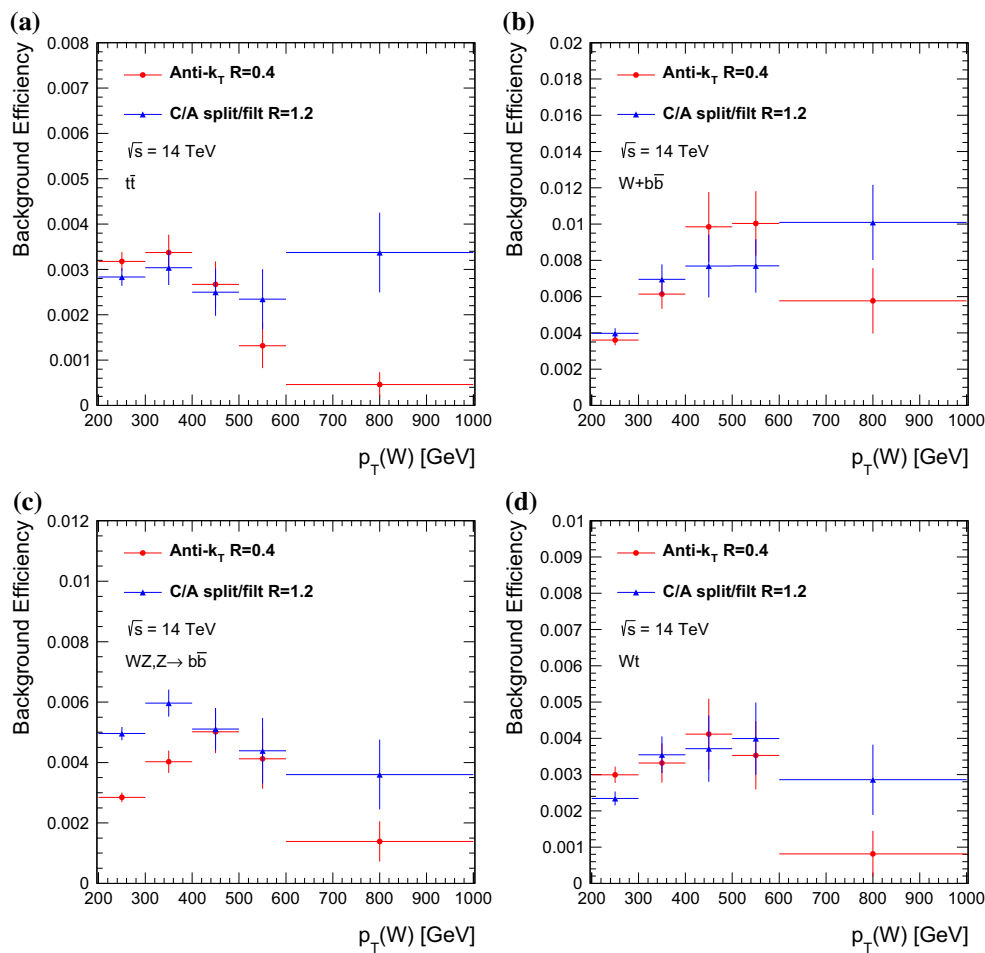 (a)
Background Efficiency
0.008
0.007
0.006
0.005
0.004
0.003
0.002
0.001
0
Anti-k_T R=0.4
C/A split/filt R=1.2
√s = 14 TeV
tt̄
200 300 400 500 600 700 800 900 1000
p_T(W) [GeV]
(b)
Background Efficiency
0.02
0.018
0.016
0.014
0.012
0.01
0.008
0.006
0.004
0.002
0
Anti-k_T R=0.4
C/A split/filt R=1.2
√s = 14 TeV
W+bb̄
200 300 400 500 600 700 800 900 1000
p_T(W) [GeV]
(c)
Background Efficiency
0.012
0.01
0.008
0.006
0.004
0.002
0
Anti-k_T R=0.4
C/A split/filt R=1.2
√s = 14 TeV
WZ,Z→ bb̄
200 300 400 500 600 700 800 900 1000
p_T(W) [GeV]
(d)
Background Efficiency
0.01
0.009
0.008
0.007
0.006
0.005
0.004
0.003
0.002
0.001
0
Anti-k_T R=0.4
C/A split/filt R=1.2
√s = 14 TeV
Wt
200 300 400 500 600 700 800 900 1000
p_T(W) [GeV]